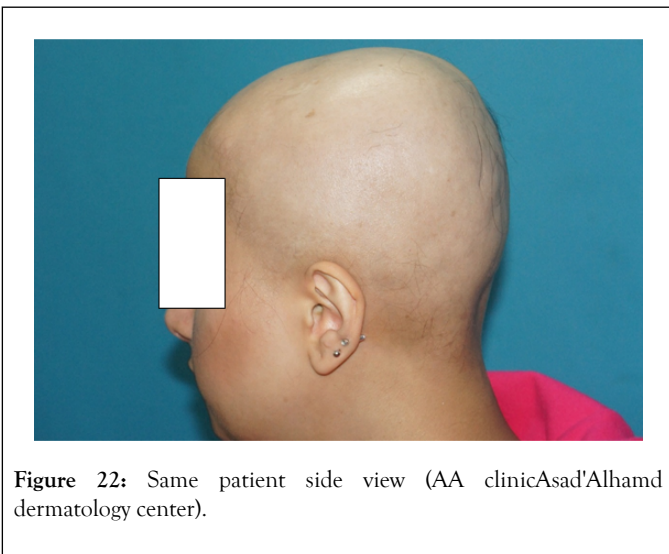 Figure 22: Same patient side view (AA clinicAsad'Alhamd
dermatology center).